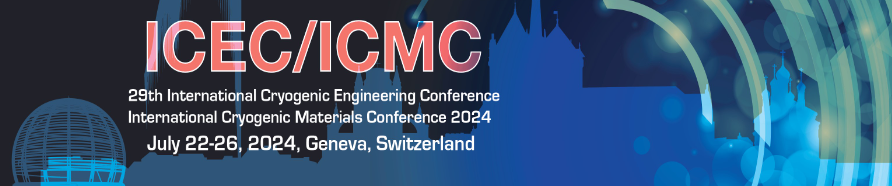 ICEC/ICMC
29th International Cryogenic Engineering Conference
International Cryogenic Materials Conference 2024
July 22-26, 2024, Geneva, Switzerland